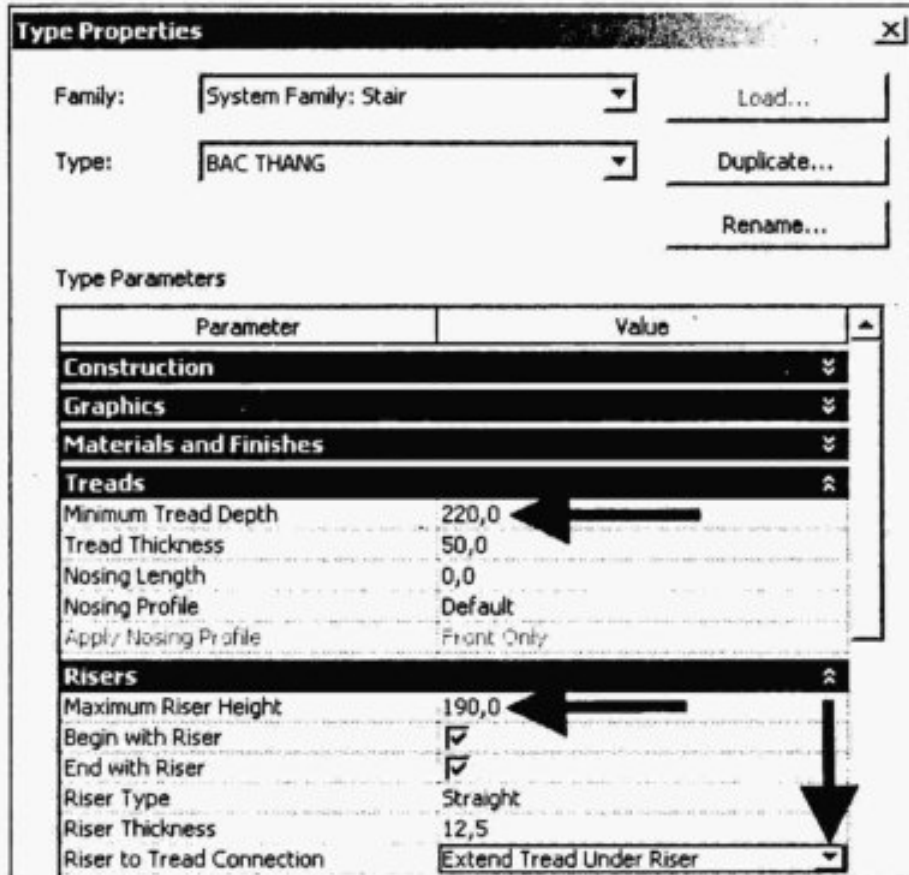 Type Properties
Family: System Family: Stair Load...
Type: BAC THANG Duplicate...
Rename...
Type Parameters
Parameter Value
Construction
Graphics
Materials and Finishes
Treads
Minimum Tread Depth 220,0
Tread Thickness 50,0
Nosing Length 0,0
Nosing Profile Default
Apply Nosing Profile Front Only
Risers
Maximum Riser Height 190,0
Begin with Riser
End with Riser
Riser Type Straight
Riser Thickness 12,5
Riser to Tread Connection Extend Tread Under Riser